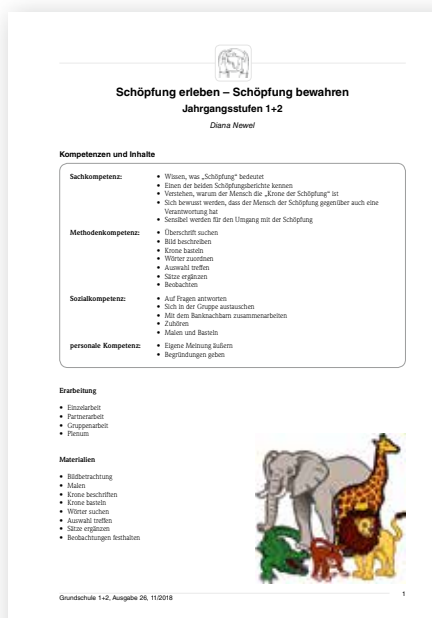 Schöpfung erleben – Schöpfung bewahren
Jahrgangsstufen 1+2
Diana Newel
Kompetenzen und Inhalte
Sachkompetenz:
• Wissen, was „Schöpfung“ bedeutet
• Einen der beiden Schöpfungsberichte kennen
• Verstehen, warum der Mensch die „Krone der Schöpfung“ ist
• Sich bewusst werden, dass der Mensch der Schöpfung gegenüber auch eine
Verantwortung hat
• Sensibel werden für den Umgang mit der Schöpfung
Methodenkompetenz:
• Überschrift suchen
• Bild beschreiben
• Krone basteln
• Wörter zuordnen
• Auswahl treffen
• Sätze ergänzen
• Beobachten
Sozialkompetenz:
• Auf Fragen antworten
• Sich in der Gruppe austauschen
• Mit dem Banknachbarn zusammenarbeiten
• Zuhören
• Malen und Basteln
personale Kompetenz:
• Eigene Meinung äußern
• Begründungen geben
Erarbeitung
• Einzelarbeit
• Partnerarbeit
• Gruppenarbeit
• Plenum
Materialien
• Bildbetrachtung
• Malen
• Krone beschriften
• Krone basteln
• Wörter suchen
• Auswahl treffen
• Sätze ergänzen
• Beobachtungen festhalten
Grundschule 1+2, Ausgabe 26, 11/2018
1